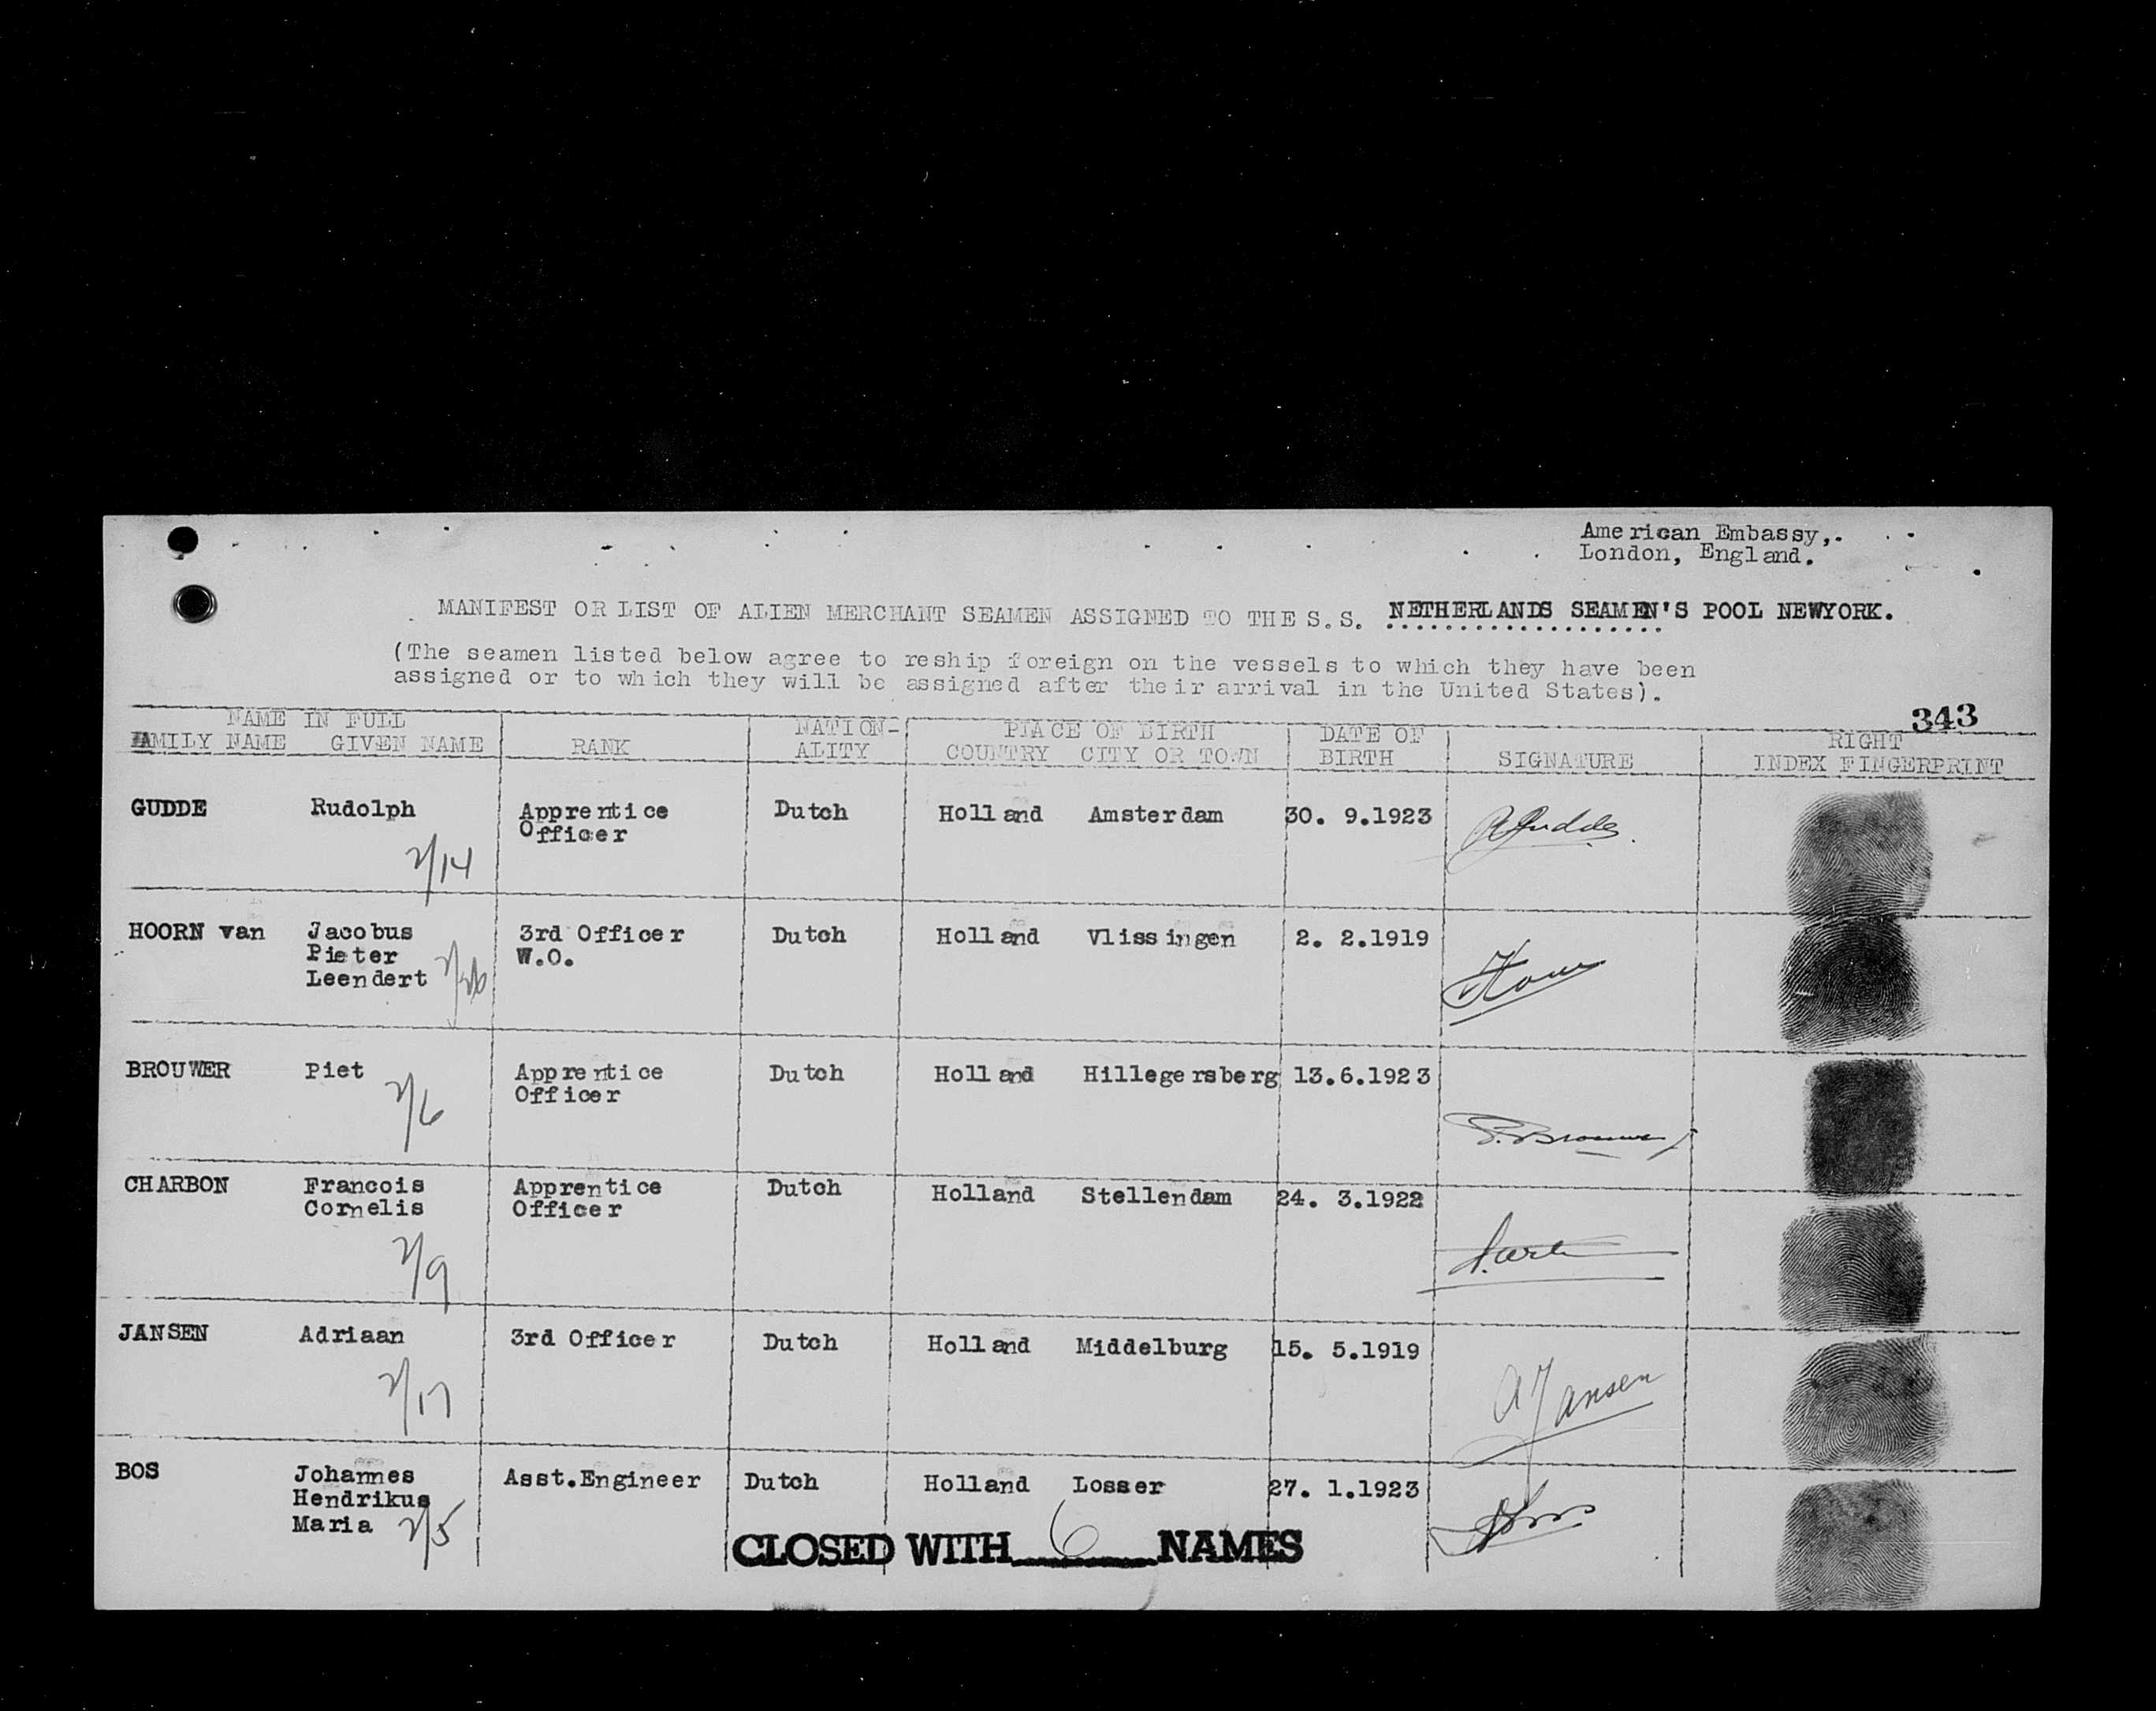 American Embassy,.
London, England.
MANIFEST OR LIST OF ALIEN MERCHANT SEAMEN ASSIGNED TO THE S.S. NETHERLANDS SEAMEN'S POOL NEWYORK.
(The seamen listed below agree to reship foreign on the vessels to which they have been
assigned or to which they will be assigned after their arrival in the United States).
343
NAME IN FULL NATION- PLACE OF BIRTH DATE OF RIGHT
FAMILY NAME GIVEN NAME RANK ALITY COUNTRY CITY OR TOWN BIRTH SIGNATURE INDEX FINGERPRINT
GUDDE Rudolph Apprentice Dutch Holland Amsterdam 30. 9.1923 RGudde.
Officer
2/14
HOORN van Jacobus 3rd Officer Dutch Holland Vlissingen 2. 2.1919
Pieter W.O.
Leendert
BROUWER Piet Apprentice Dutch Holland Hillegersberg 13.6.1923
Officer
2/6
P. Brouwer
CHARBON Francois Apprentice Dutch Holland Stellendam 24. 3.1922
Cornelis Officer
2/9
JANSEN Adriaan 3rd Officer Dutch Holland Middelburg 15. 5.1919
2/17
A Jansen
BOS Johannes Asst.Engineer Dutch Holland Losser 27. 1.1923
Hendrikus
Maria 2/5
CLOSED WITH 6 NAMES